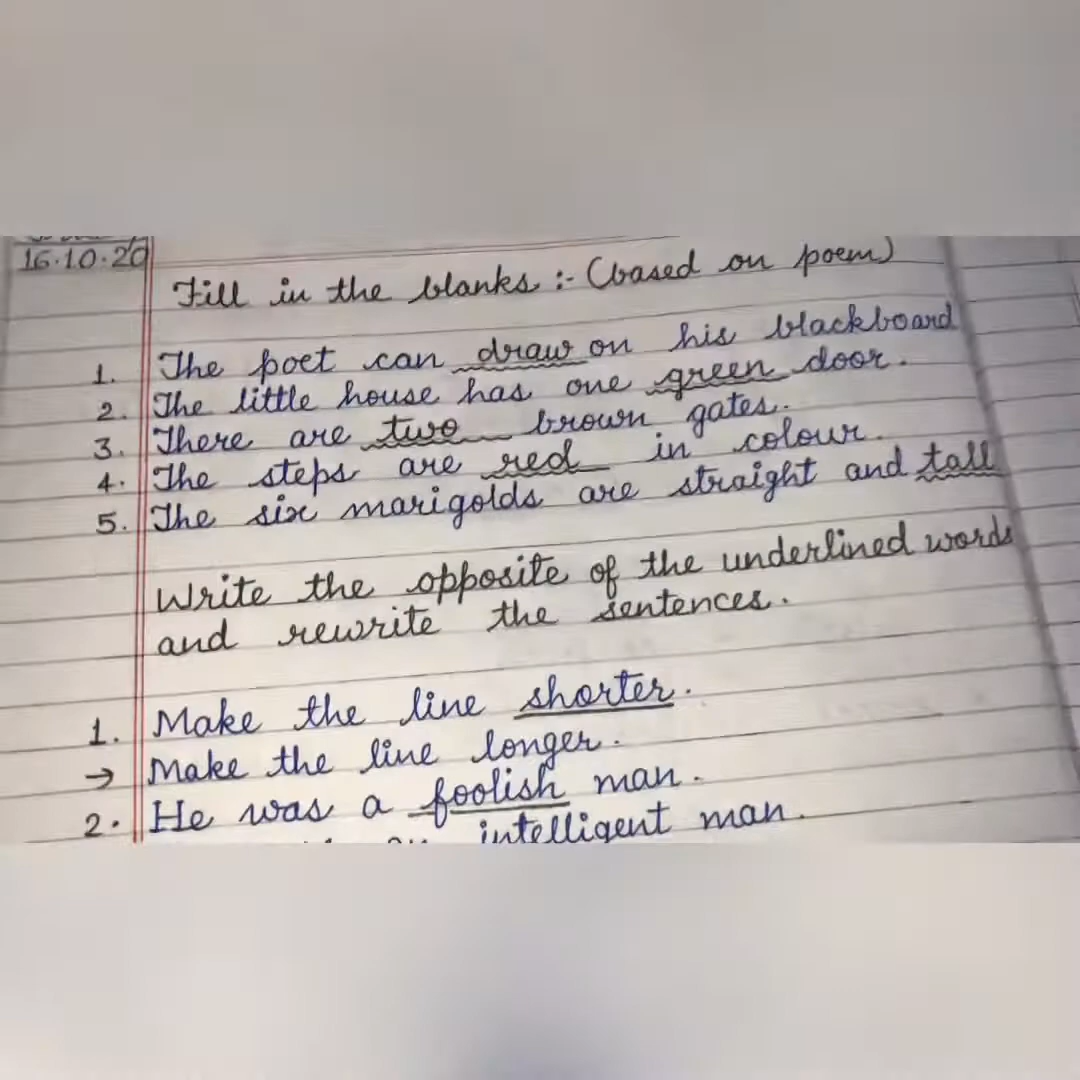 16.10.20
Fill in the blanks :- (based on poem)
1. The poet can draw on his blackboard
2. The little house has one green door.
3. There are two brown gates.
4. The steps are red in colour.
5. The six marigolds are straight and tall
Write the opposite of the underlined words
and rewrite the sentences.
1. Make the line shorter.
→ Make the line longer.
2. He was a foolish man.
intelligent man.